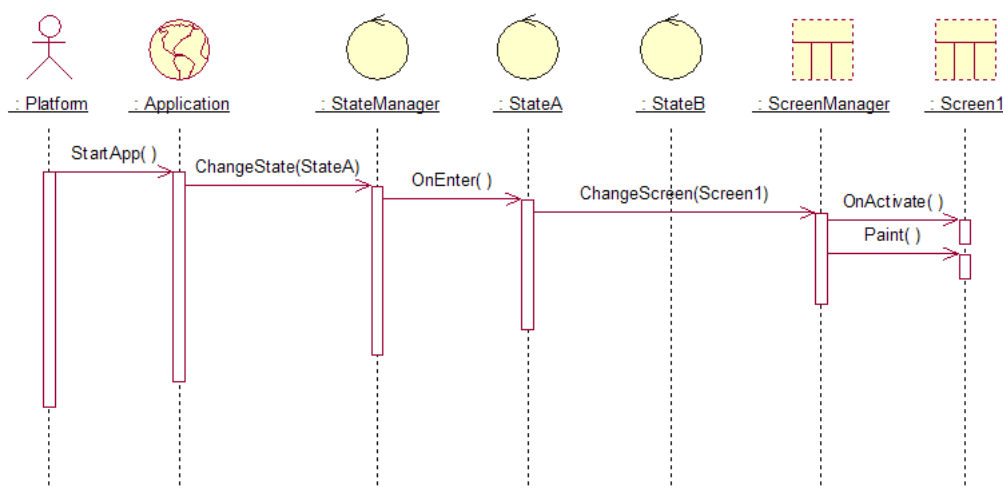 : Platform
: Application
: StateManager
: StateA
: StateB
: ScreenManager
: Screen1
StartApp( )
ChangeState(StateA)
OnEnter( )
ChangeScreen(Screen1)
OnActivate( )
Paint( )